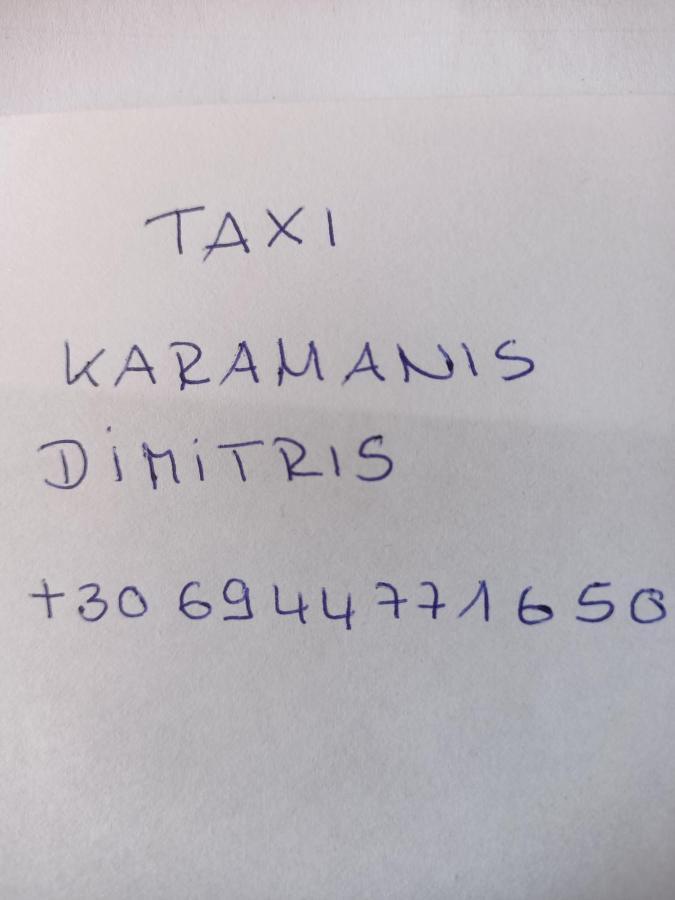 TAXI
KARAMANIS
DIMITRIS
+30 6944771650